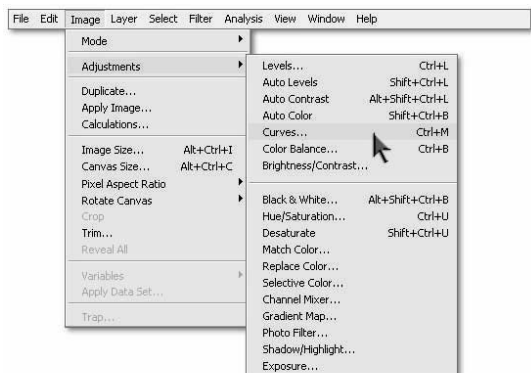 File Edit Image Layer Select Filter Analysis View Window Help
Mode
Adjustments
Duplicate...
Apply Image...
Calculations...
Image Size... Alt+Ctrl+I
Canvas Size... Alt+Ctrl+C
Pixel Aspect Ratio
Rotate Canvas
Crop
Trim...
Reveal All
Variables
Apply Data Set...
Trap...
Levels... Ctrl+L
Auto Levels Shift+Ctrl+L
Auto Contrast Alt+Shift+Ctrl+L
Auto Color Shift+Ctrl+B
Curves... Ctrl+M
Color Balance... Ctrl+B
Brightness/Contrast...
Black & White... Alt+Shift+Ctrl+B
Hue/Saturation... Ctrl+U
Desaturate Shift+Ctrl+U
Match Color...
Replace Color...
Selective Color...
Channel Mixer...
Gradient Map...
Photo Filter...
Shadow/Highlight...
Exposure...